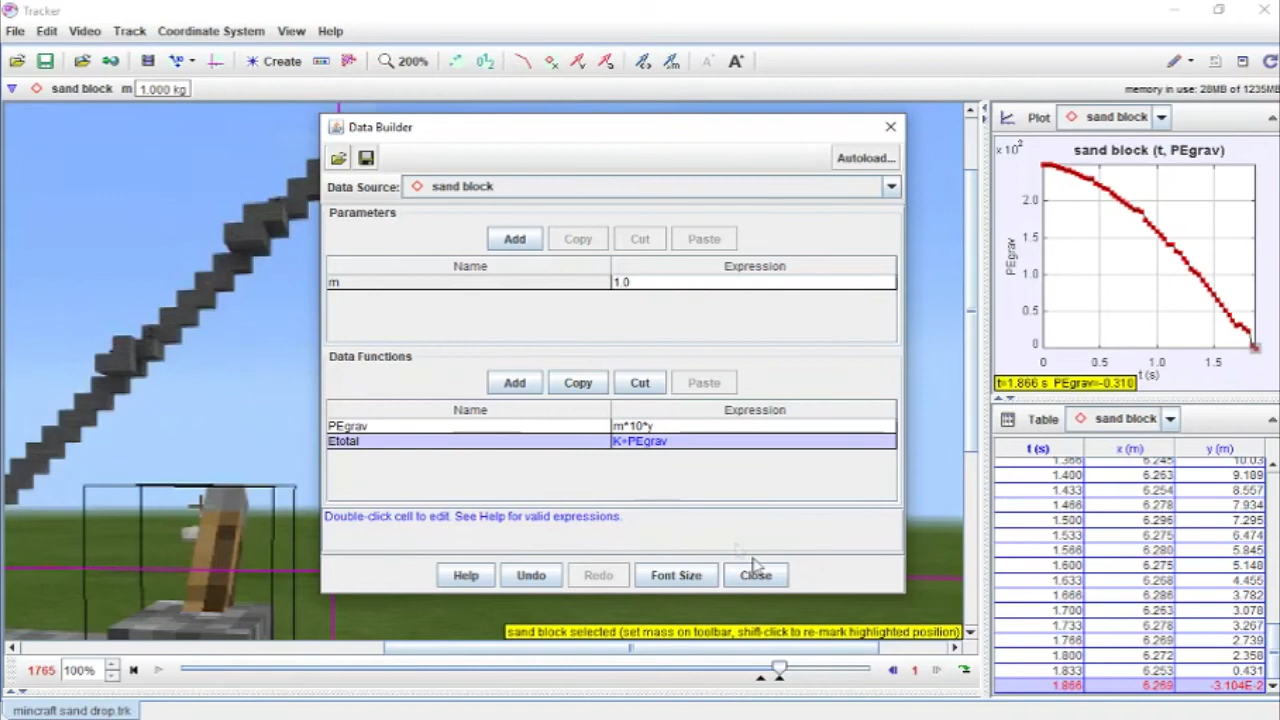 Tracker
File Edit Video Track Coordinate System View Help
Create 200%
sand block m 1.000 kg memory in use: 28MB of 1235MB
Data Builder
Autoload...
Data Source: sand block
Parameters
Add Copy Cut Paste
Name Expression
m 1.0
Data Functions
Add Copy Cut Paste
Name Expression
PEgrav m*10*y
Etotal K+PEgrav
Double-click cell to edit. See Help for valid expressions.
Help Undo Redo Font Size Close
sand block selected (set mass on toolbar, shift-click to re-mark highlighted position)
1765 100% 1
mincraft sand drop.trk
Plot sand block
x 10²
sand block (t, PEgrav)
2.0
1.5
1.0
0.5
0
PEgrav
0 0.5 1.0 1.5
t (s)
t=1.866 s PEgrav=-0.310
Table sand block
t (s) x (m) y (m)
1.366 6.245 10.03
1.400 6.263 9.189
1.433 6.254 8.557
1.466 6.278 7.934
1.500 6.296 7.295
1.533 6.275 6.474
1.566 6.280 5.845
1.600
1.633 6.268 4.455
1.666 6.286 3.782
1.700 6.263 3.078
1.733 6.278 3.267
1.766 6.269 2.739
1.800 6.272 2.358
1.833 6.253 0.431
1.866 6.269 -3.104E-2